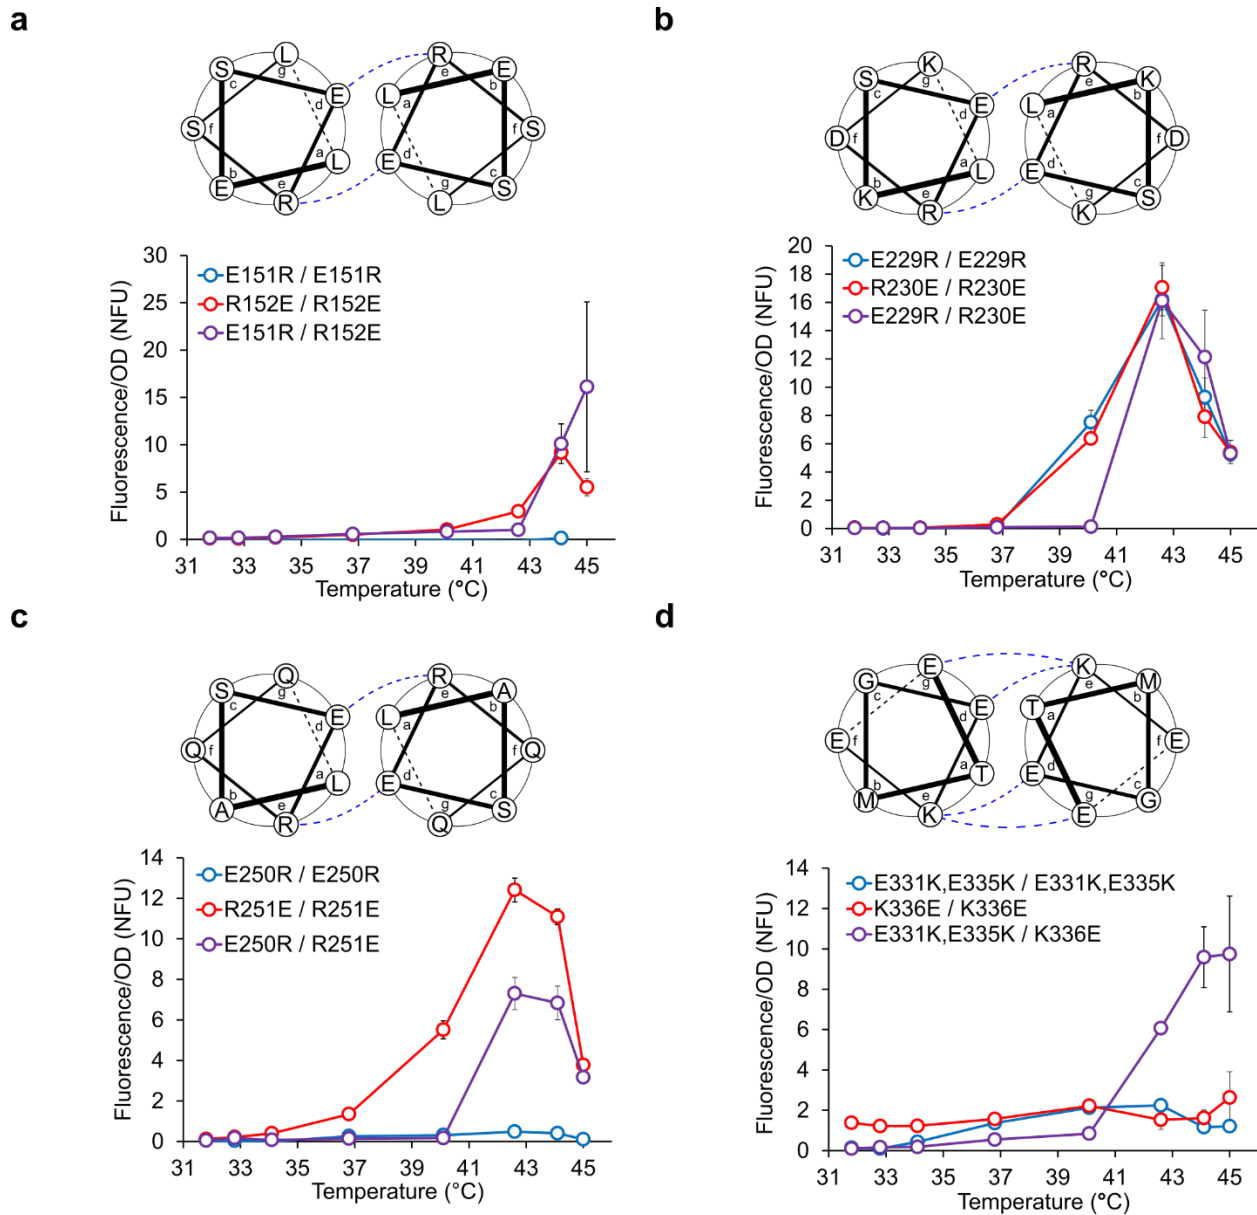 a
L
S
g
c
E
d
S
f
a
L
b
e
E
R
R
e
E
L
b
a
f
S
E
d
c
g
S
L
Fluorescence/OD (NFU)
30
25
20
15
10
5
0
E151R / E151R
R152E / R152E
E151R / R152E
31 33 35 37 39 41 43 45
Temperature (°C)
b
K
S
g
c
E
d
D
f
a
L
b
e
K
R
R
e
K
L
b
a
f
D
E
d
c
g
S
K
Fluorescence/OD (NFU)
20
18
16
14
12
10
8
6
4
2
0
E229R / E229R
R230E / R230E
E229R / R230E
31 33 35 37 39 41 43 45
Temperature (°C)
c
Q
S
g
c
E
d
Q
f
a
L
b
e
A
R
R
e
A
L
b
a
f
Q
E
d
c
g
S
Q
Fluorescence/OD (NFU)
14
12
10
8
6
4
2
0
E250R / E250R
R251E / R251E
E250R / R251E
31 33 35 37 39 41 43 45
Temperature (°C)
d
E
G
g
c
E
d
E
f
a
T
b
e
M
K
K
e
M
T
b
a
f
E
E
d
c
g
G
E
Fluorescence/OD (NFU)
14
12
10
8
6
4
2
0
E331K,E335K / E331K,E335K
K336E / K336E
E331K,E335K / K336E
31 33 35 37 39 41 43 45
Temperature (°C)